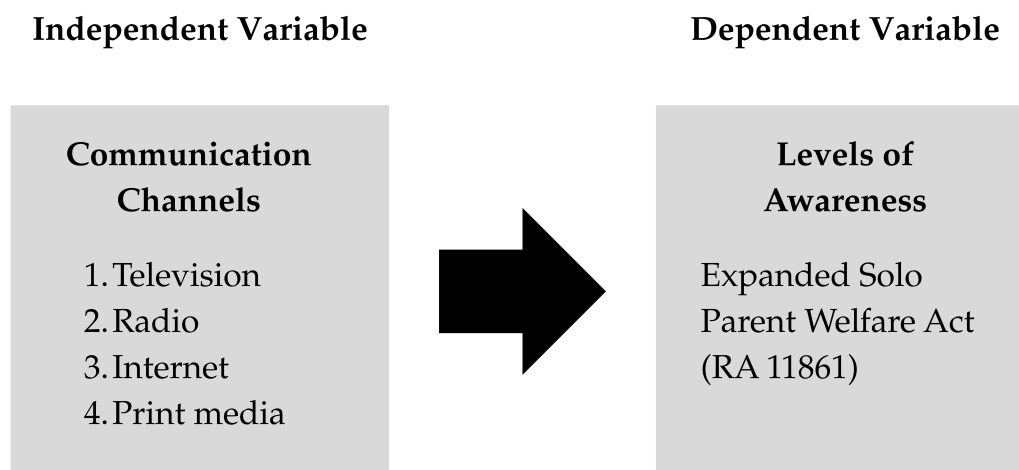 Independent Variable
Dependent Variable
Communication
Channels
1. Television
2. Radio
3. Internet
4. Print media
Levels of
Awareness
Expanded Solo
Parent Welfare Act
(RA 11861)